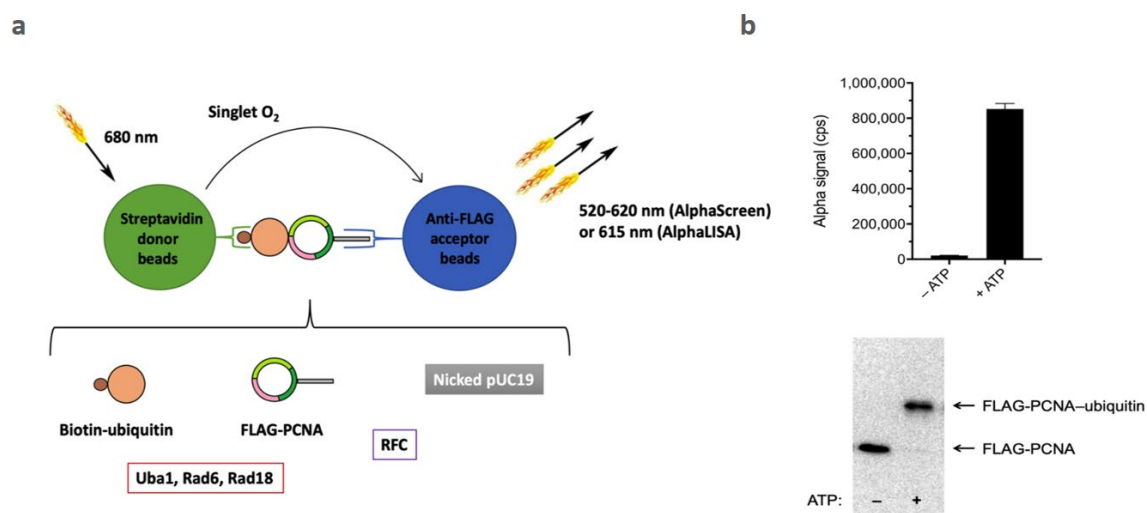 a
680 nm
Singlet O₂
Streptavidin
donor
beads
Anti-FLAG
acceptor
beads
520-620 nm (AlphaScreen)
or 615 nm (AlphaLISA)
Biotin-ubiquitin
FLAG-PCNA
Nicked pUC19
RFC
Uba1, Rad6, Rad18
b
Alpha signal (cps)
1,000,000
800,000
600,000
400,000
200,000
0
– ATP
+ ATP
← FLAG-PCNA–ubiquitin
← FLAG-PCNA
ATP: – +